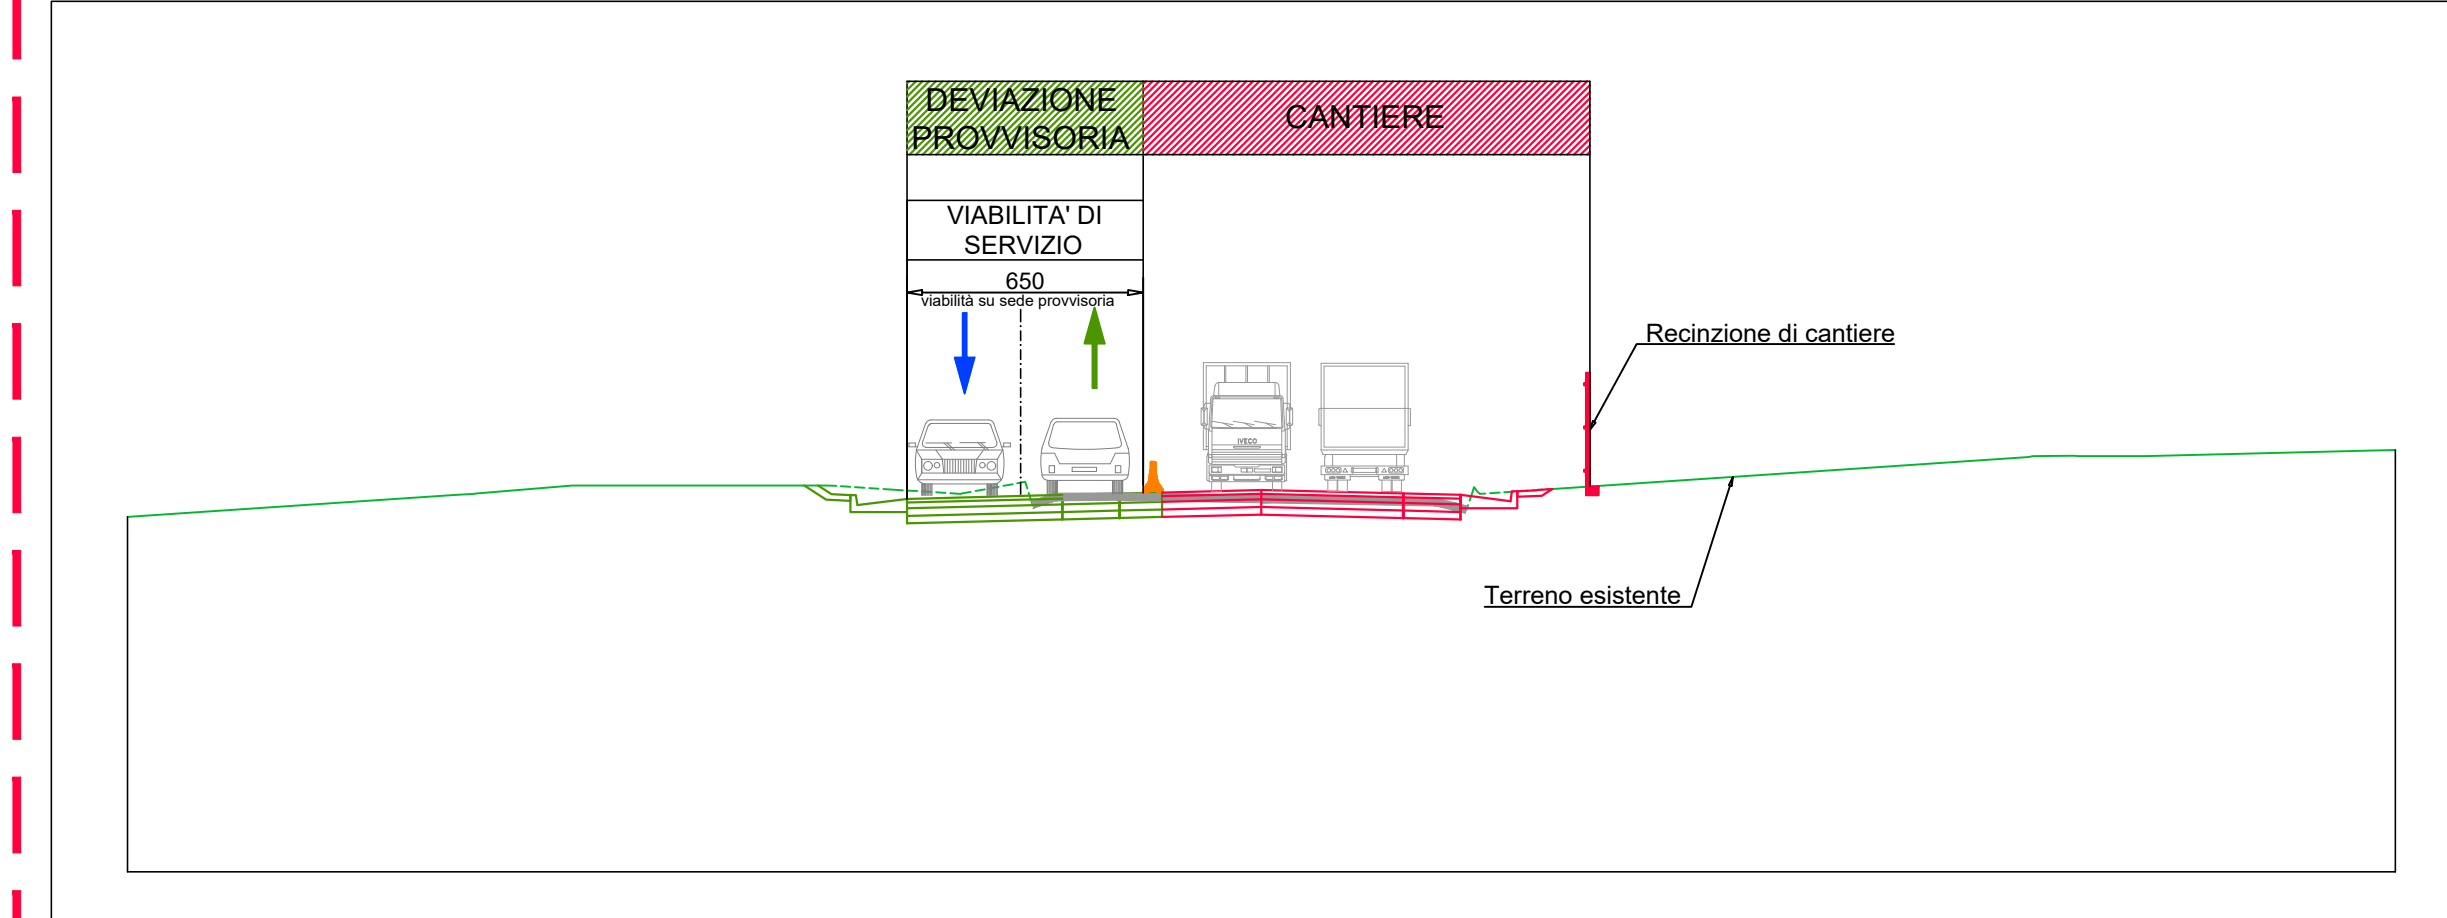 DEVIAZIONE
PROVVISORIA
CANTIERE
VIABILITA' DI
SERVIZIO
650
viabilità su sede provvisoria
Recinzione di cantiere
IVECO
Terreno esistente